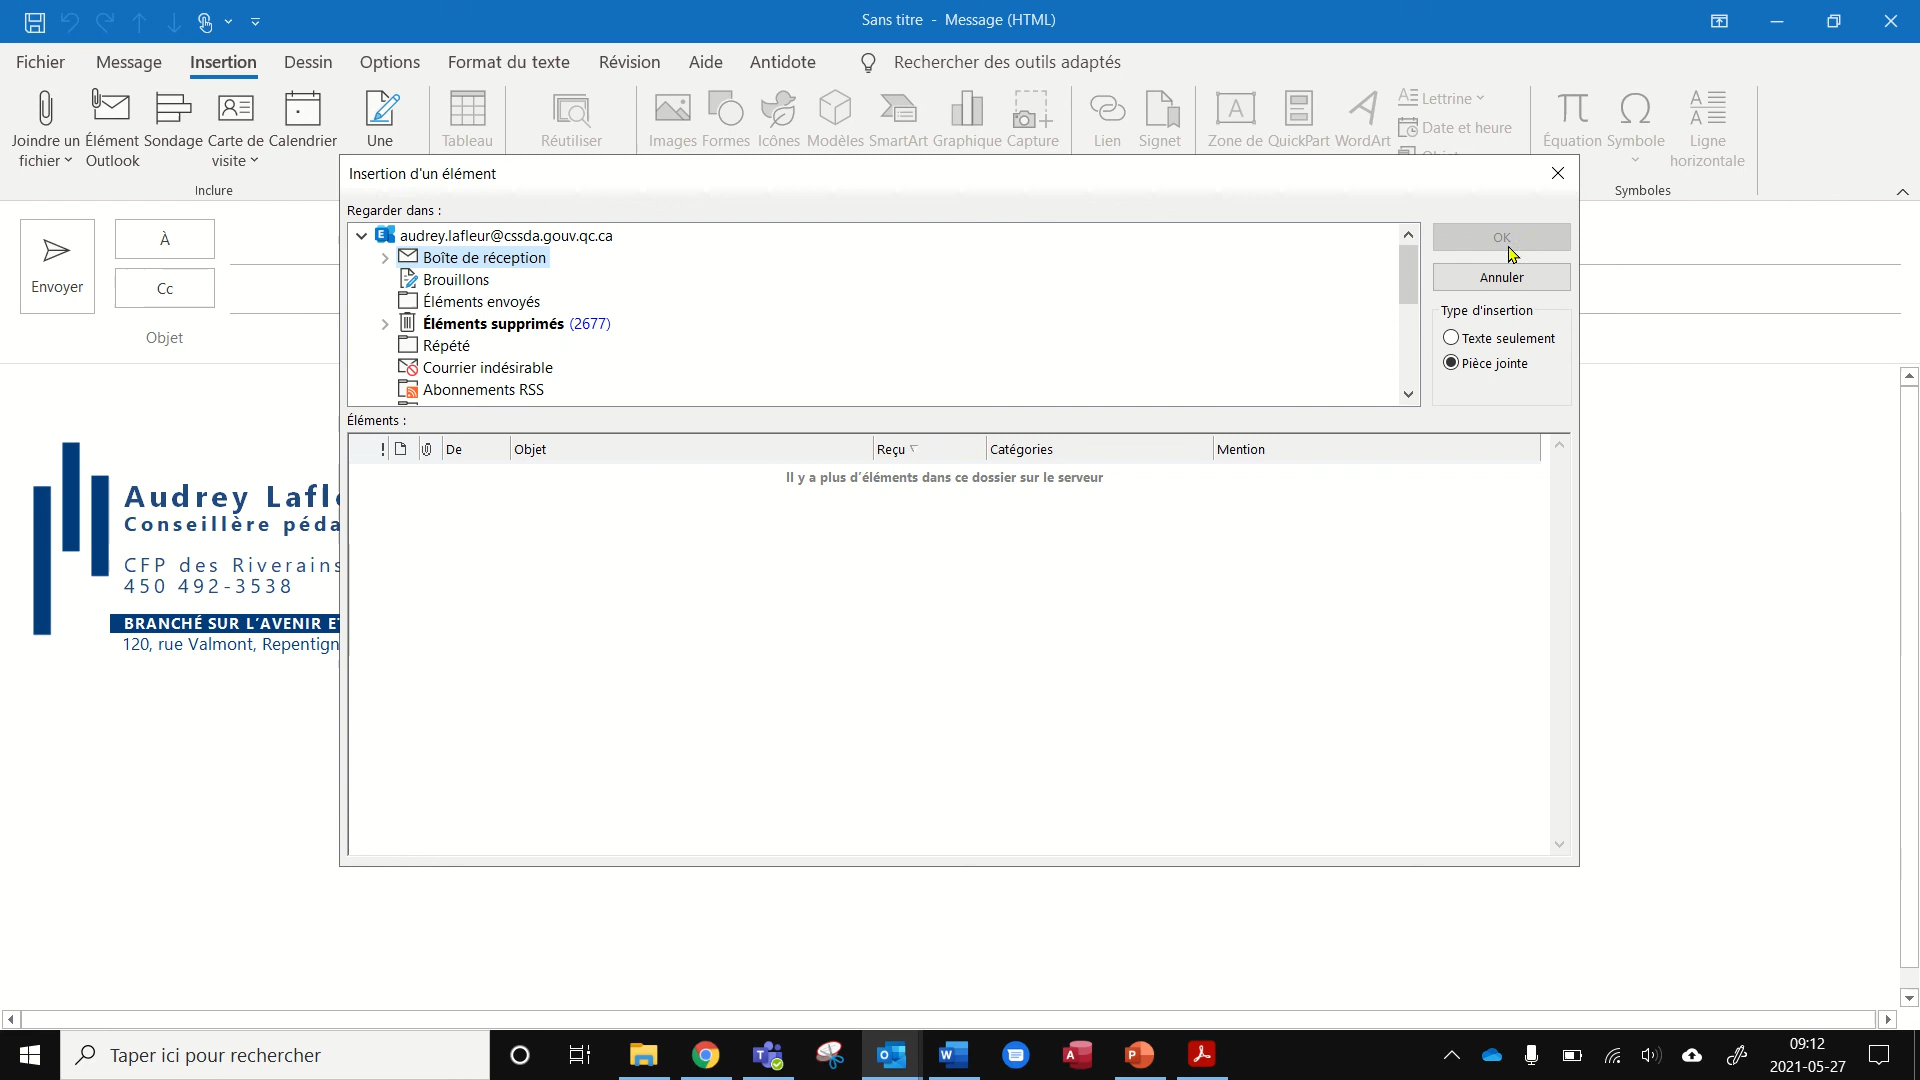 Sans titre - Message (HTML)
Fichier Message Insertion Dessin Options Format du texte Révision Aide Antidote Rechercher des outils adaptés
Joindre un fichier
Élément Outlook
Sondage
Carte de visite
Calendrier
Une
Tableau
Réutiliser
Images
Formes
Icônes
Modèles
SmartArt
Graphique
Capture
Lien
Signet
Zone de
QuickPart
WordArt
Lettrine
Date et heure
Équation
Symbole
Ligne horizontale
Inclure
Symboles
Insertion d'un élément
Regarder dans :
audrey.lafleur@cssda.gouv.qc.ca
Boîte de réception
Brouillons
Éléments envoyés
Éléments supprimés (2677)
Répété
Courrier indésirable
Abonnements RSS
OK
Annuler
Type d'insertion
Texte seulement
Pièce jointe
Éléments :
! De Objet Reçu Catégories Mention
Il y a plus d'éléments dans ce dossier sur le serveur
Envoyer
À
Cc
Objet
Audrey Lafle
Conseillère péda
CFP des Riverains
450 492-3538
BRANCHÉ SUR L'AVENIR ET
120, rue Valmont, Repentign
Taper ici pour rechercher
09:12
2021-05-27